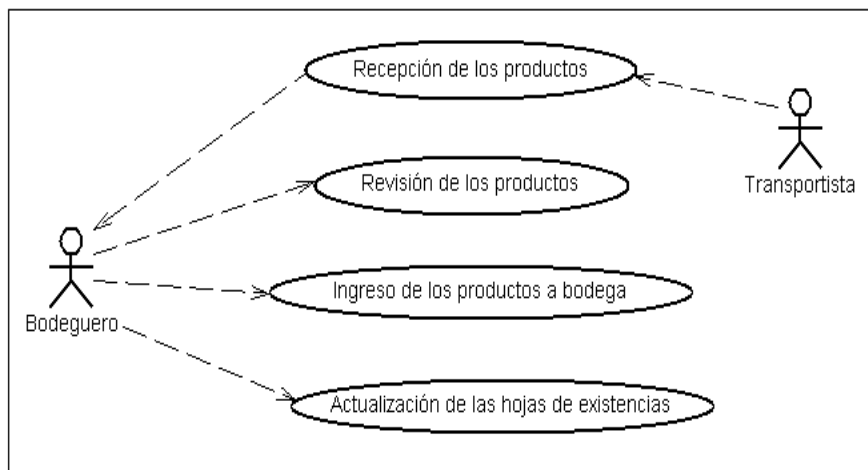 Recepción de los productos
Transportista
Revisión de los productos
Bodeguero
Ingreso de los productos a bodega
Actualización de las hojas de existencias